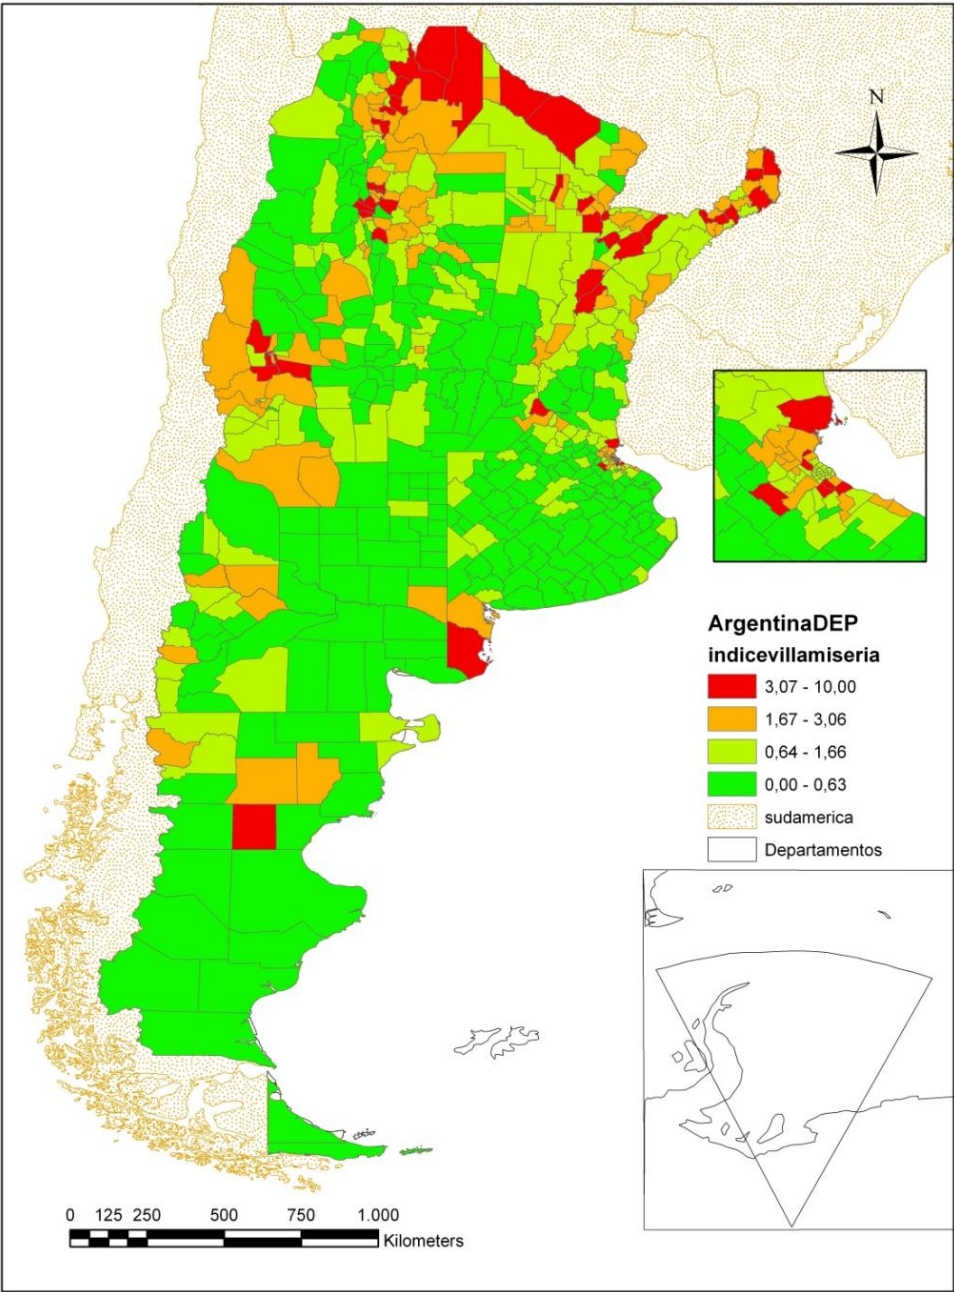 N
ArgentinaDEP
indicevillamiseria
3,07 - 10,00
1,67 - 3,06
0,64 - 1,66
0,00 - 0,63
sudamerica
Departamentos
0 125 250 500 750 1.000
Kilometers